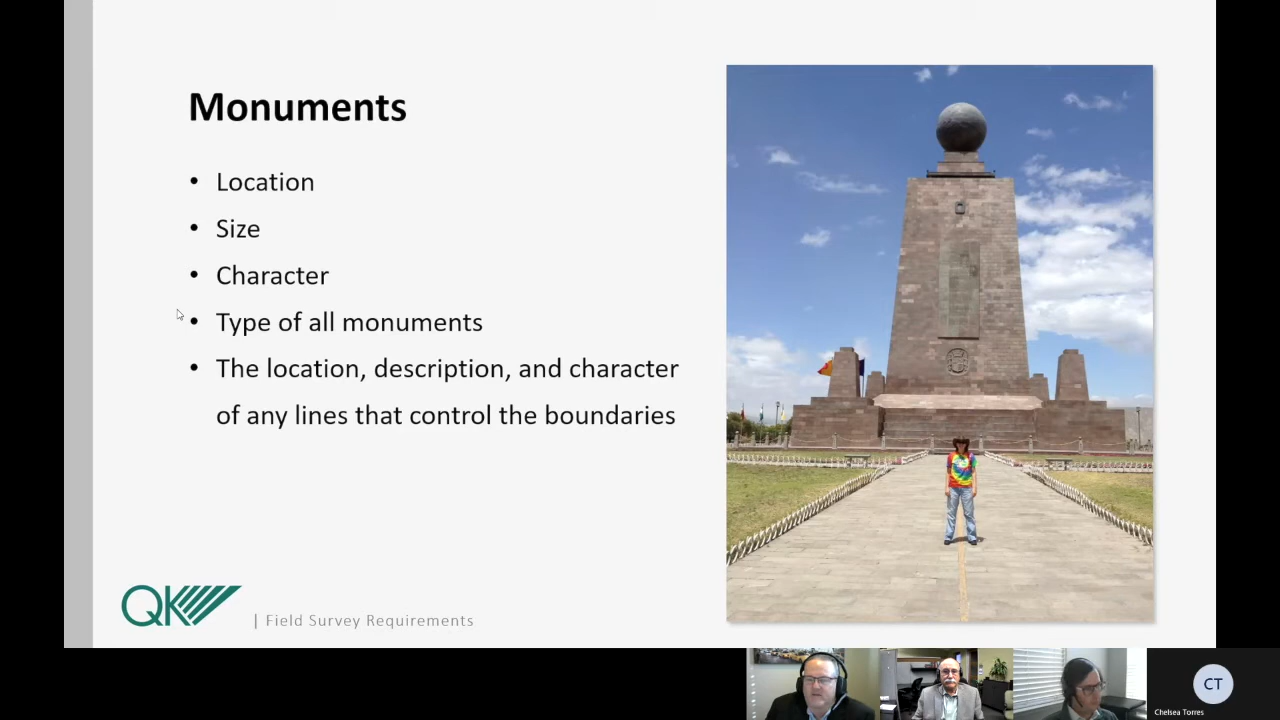 Monuments
• Location
• Size
• Character
• Type of all monuments
• The location, description, and character
of any lines that control the boundaries
QK
| Field Survey Requirements
CT
Chelsea Torres